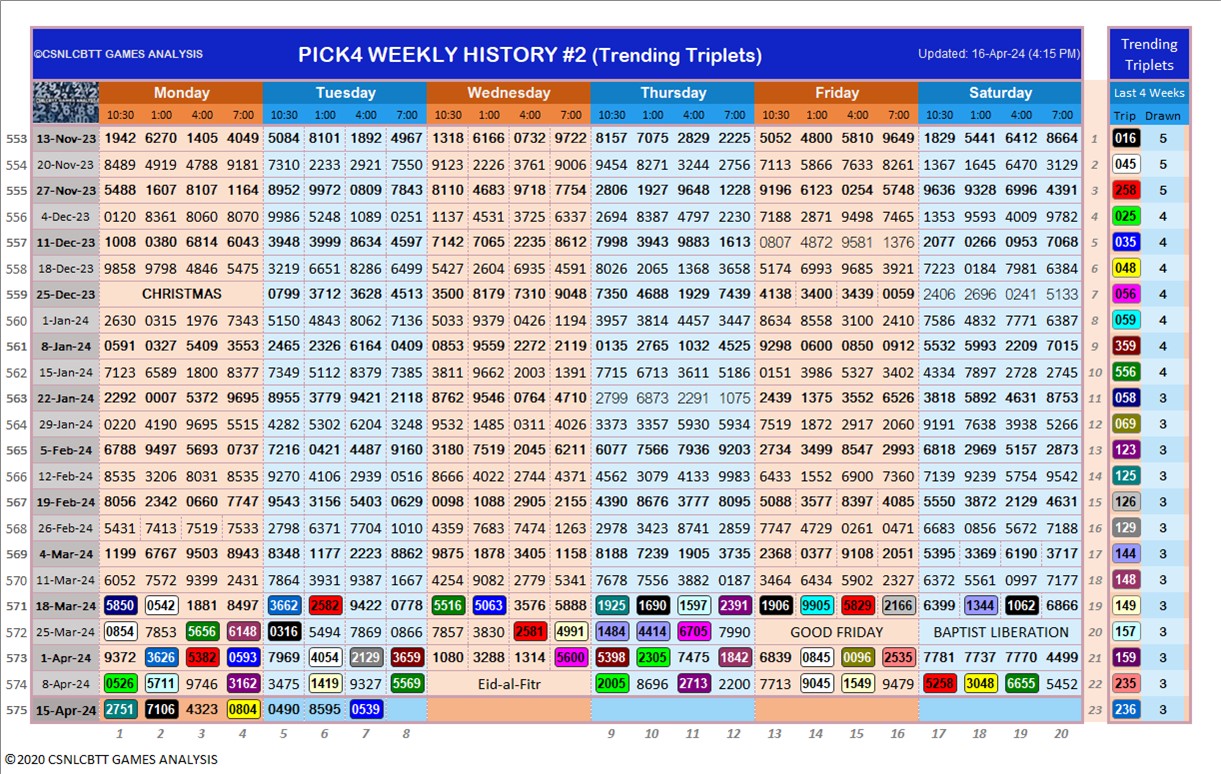 ©CSNLCBTT GAMES ANALYSIS PICK4 WEEKLY HISTORY #2 (Trending Triplets) Updated: 16-Apr-24 (4:15 PM) Trending Triplets
Monday Tuesday Wednesday Thursday Friday Saturday Last 4 Weeks
10:30 1:00 4:00 7:00 10:30 1:00 4:00 7:00 10:30 1:00 4:00 7:00 10:30 1:00 4:00 7:00 10:30 1:00 4:00 7:00 10:30 1:00 4:00 7:00 Trip Drawn
553 13-Nov-23 1942 6270 1405 4049 5084 8101 1892 4967 1318 6166 0732 9722 8157 7075 2829 2225 5052 4800 5810 9649 1829 5441 6412 8664 1 016 5
554 20-Nov-23 8489 4919 4788 9181 7310 2233 2921 7550 9123 2226 3761 9006 9454 8271 3244 2756 7113 5866 7633 8261 1367 1645 6470 3129 2 045 5
555 27-Nov-23 5488 1607 8107 1164 8952 9972 0809 7843 8110 4683 9718 7754 2806 1927 9648 1228 9196 6123 0254 5748 9636 9328 6996 4391 3 258 5
556 4-Dec-23 0120 8361 8060 8070 9986 5248 1089 0251 1137 4531 3725 6337 2694 8387 4797 2230 7188 2871 9498 7465 1353 9593 4009 9782 4 025 4
557 11-Dec-23 1008 0380 6814 6043 3948 3999 8634 4597 7142 7065 2235 8612 7998 3943 9883 1613 0807 4872 9581 1376 2077 0266 0953 7068 5 035 4
558 18-Dec-23 9858 9798 4846 5475 3219 6651 8286 6499 5427 2604 6935 4591 8026 2065 1368 3658 5174 6993 9685 3921 7223 0184 7981 6384 6 048 4
559 25-Dec-23 CHRISTMAS 0799 3712 3628 4513 3500 8179 7310 9048 7350 4688 1929 7439 4138 3400 3439 0059 2406 2696 0241 5133 7 056 4
560 1-Jan-24 2630 0315 1976 7343 5150 4843 8062 7136 5033 9379 0426 1194 3957 3814 4457 3447 8634 8558 3100 2410 7586 4832 7771 6387 8 059 4
561 8-Jan-24 0591 0327 5409 3553 2465 2326 6164 0409 0853 9559 2272 2119 0135 2765 1032 4525 9298 0600 0850 0912 5532 5993 2209 7015 9 359 4
562 15-Jan-24 7123 6589 1800 8377 7349 5112 8379 7385 3811 9662 2003 1391 7715 6713 3611 5186 0151 3986 5327 3402 4334 7897 2728 2745 10 556 4
563 22-Jan-24 2292 0007 5372 9695 8955 3779 9421 2118 8762 9546 0764 4710 2799 6873 2291 1075 2439 1375 3552 6526 3818 5892 4631 8753 11 058 3
564 29-Jan-24 0220 4190 5695 5515 4282 5302 6204 3248 9532 1485 0311 4026 3373 3357 5930 5934 7519 1872 2917 2060 9191 7638 3938 5266 12 069 3
565 5-Feb-24 6788 9497 5693 0737 7216 0421 4487 9160 3180 7519 2045 6211 6077 7566 7936 9203 2734 3499 8547 2993 6818 2969 5157 2873 13 123 3
566 12-Feb-24 8535 3206 8031 8535 9270 4106 2939 0516 8666 4022 2744 4371 4562 3079 4139 9983 6433 1552 6900 7360 7139 9239 5754 9542 14 125 3
567 19-Feb-24 8056 2342 0660 7747 9543 3156 5403 0629 0098 1088 2905 2155 4390 8676 3777 8095 5088 3577 8397 4085 5550 3872 2129 4631 15 126 3
568 26-Feb-24 5431 7413 7519 7533 2798 6371 7704 1010 4359 7683 7474 1263 2978 3423 8741 2859 7747 4729 0261 0471 6683 0856 5672 7188 16 129 3
569 4-Mar-24 1199 6767 9503 8943 8348 1177 2223 8862 9875 1878 3405 1158 8188 7239 1905 3735 2368 0377 9108 2051 5395 3369 6190 3717 17 144 3
570 11-Mar-24 6052 7572 9399 2431 7864 3931 9387 1667 4254 9082 2779 5341 7678 7556 3882 0187 3464 6434 5902 2327 6372 5561 0997 7177 18 148 3
571 18-Mar-24 5850 0542 1881 8497 3662 2582 9422 0778 5516 5063 3576 5888 1925 1690 1597 2391 1906 9905 5829 2166 6399 1344 1062 6866 19 149 3
572 25-Mar-24 0854 7853 5656 6148 0316 5494 7869 0866 7857 3830 2581 4991 1484 4414 6705 7990 GOOD FRIDAY BAPTIST LIBERATION 20 157 3
573 1-Apr-24 9372 3626 5382 0593 7969 4054 2129 3659 1080 3288 1314 5600 5398 2305 7475 1842 6839 0845 0096 2535 7781 7737 7770 4499 21 159 3
574 8-Apr-24 0526 5711 9746 3162 3475 1419 9327 5569 Eid-al-Fitr 2005 8696 2713 2200 7713 9045 1549 9479 5258 3048 6655 5452 22 235 3
575 15-Apr-24 2751 7106 4323 0804 0490 8595 0539 23 236 3
1 2 3 4 5 6 7 8 9 10 11 12 13 14 15 16 17 18 19 20
©2020 CSNLCBTT GAMES ANALYSIS